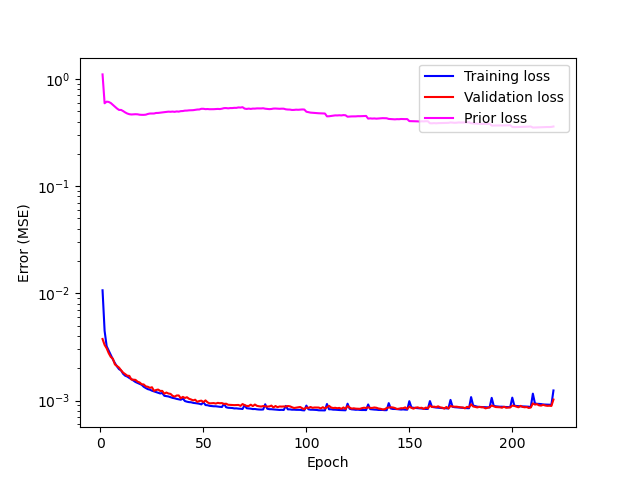 Training loss
Validation loss
Prior loss
10⁰
10⁻¹
10⁻²
10⁻³
Error (MSE)
0 50 100 150 200
Epoch